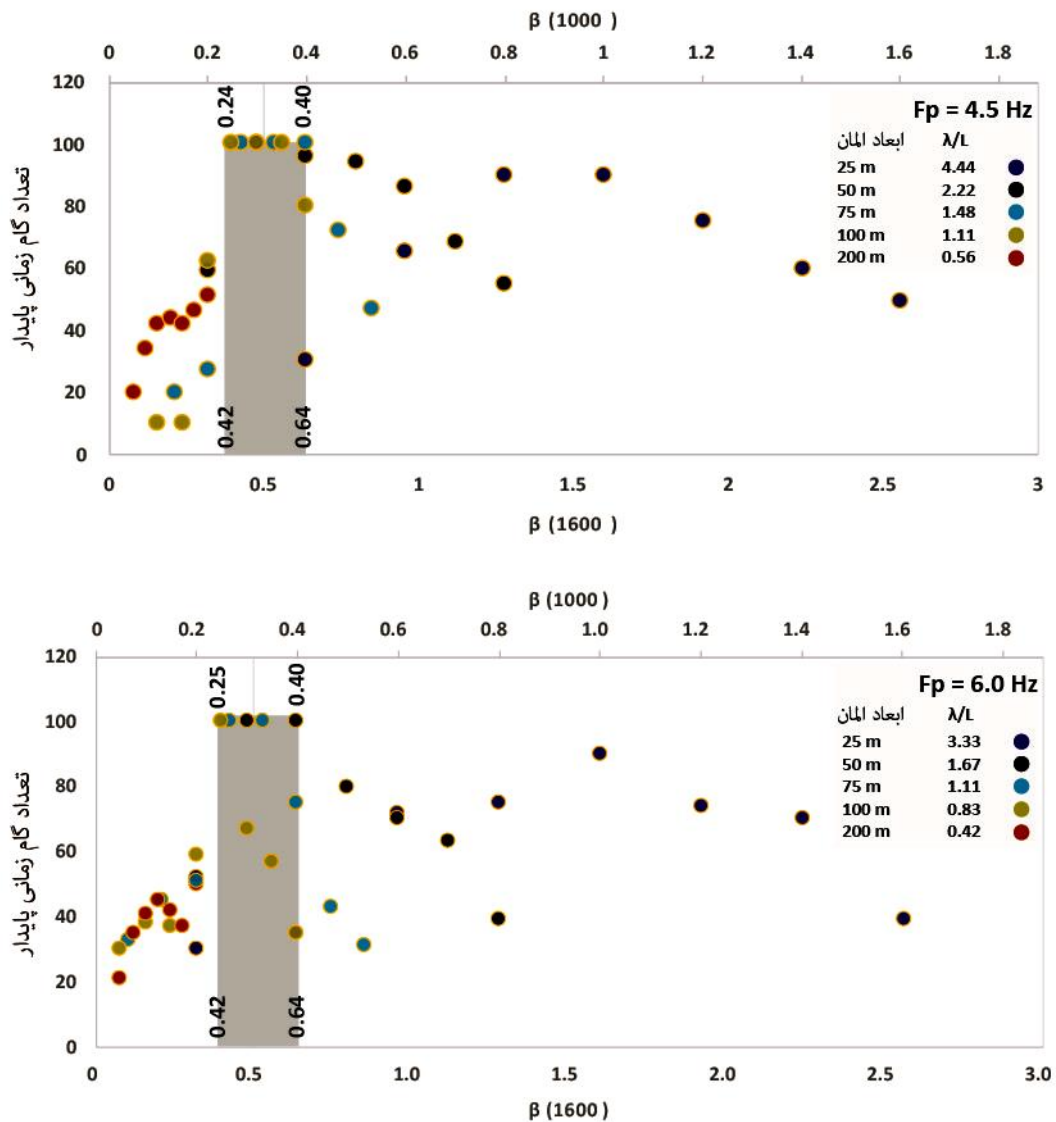 β (1000 )
0 0.2 0.4 0.6 0.8 1 1.2 1.4 1.6 1.8
120
100
80
60
40
20
0
تعداد گام زمانی پایدار
0.24 0.40
0.42 0.64
Fp = 4.5 Hz
ابعاد المان λ/L
25 m 4.44
50 m 2.22
75 m 1.48
100 m 1.11
200 m 0.56
0 0.5 1 1.5 2 2.5 3
β (1600 )
β (1000 )
0 0.2 0.4 0.6 0.8 1.0 1.2 1.4 1.6 1.8
120
100
80
60
40
20
0
تعداد گام زمانی پایدار
0.25 0.40
0.42 0.64
Fp = 6.0 Hz
ابعاد المان λ/L
25 m 3.33
50 m 1.67
75 m 1.11
100 m 0.83
200 m 0.42
0 0.5 1.0 1.5 2.0 2.5 3.0
β (1600 )